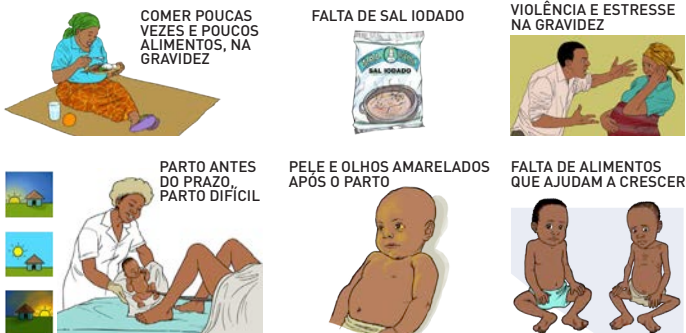 COMER POUCAS
VEZES E POUCOS
ALIMENTOS, NA
GRAVIDEZ
FALTA DE SAL IODADO
SAL IODADO
VIOLÊNCIA E ESTRESSE
NA GRAVIDEZ
PARTO ANTES
DO PRAZO,
PARTO DIFÍCIL
PELE E OLHOS AMARELADOS
APÓS O PARTO
FALTA DE ALIMENTOS
QUE AJUDAM A CRESCER